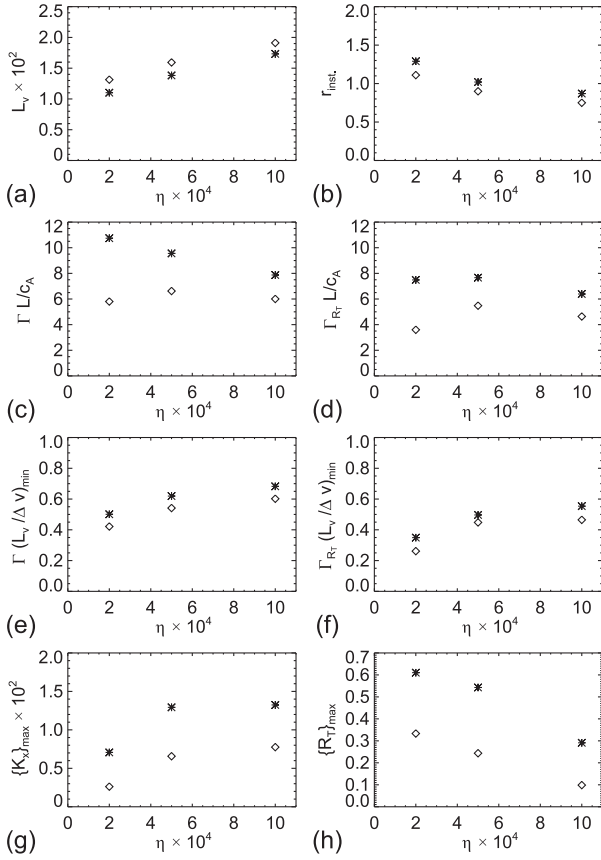 L_v × 10^2
2.5
2.0
1.5
1.0
0.5
0.0
0 2 4 6 8 10
η × 10^4
(a)
r_inst.
2.0
1.5
1.0
0.5
0.0
0 2 4 6 8 10
η × 10^4
(b)
Γ L/c_A
12
10
8
6
4
2
0
0 2 4 6 8 10
η × 10^4
(c)
Γ_{R_T} L/c_A
12
10
8
6
4
2
0
0 2 4 6 8 10
η × 10^4
(d)
Γ (L_v /Δ v)_min
1.0
0.8
0.6
0.4
0.2
0.0
0 2 4 6 8 10
η × 10^4
(e)
Γ_{R_T} (L_v /Δ v)_min
1.0
0.8
0.6
0.4
0.2
0.0
0 2 4 6 8 10
η × 10^4
(f)
{K_x}_max × 10^2
2.0
1.5
1.0
0.5
0.0
0 2 4 6 8 10
η × 10^4
(g)
{R_T}_max
0.7
0.6
0.5
0.4
0.3
0.2
0.1
0.0
0 2 4 6 8 10
η × 10^4
(h)